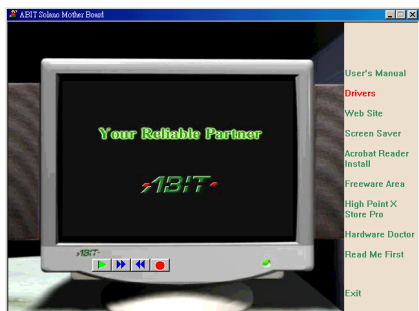 ABIT Solano Mother Board
Your Reliable Partner
ABIT
ABIT
User's Manual
Drivers
Web Site
Screen Saver
Acrobat Reader
Install
Freeware Area
High Point X
Store Pro
Hardware Doctor
Read Me First
Exit